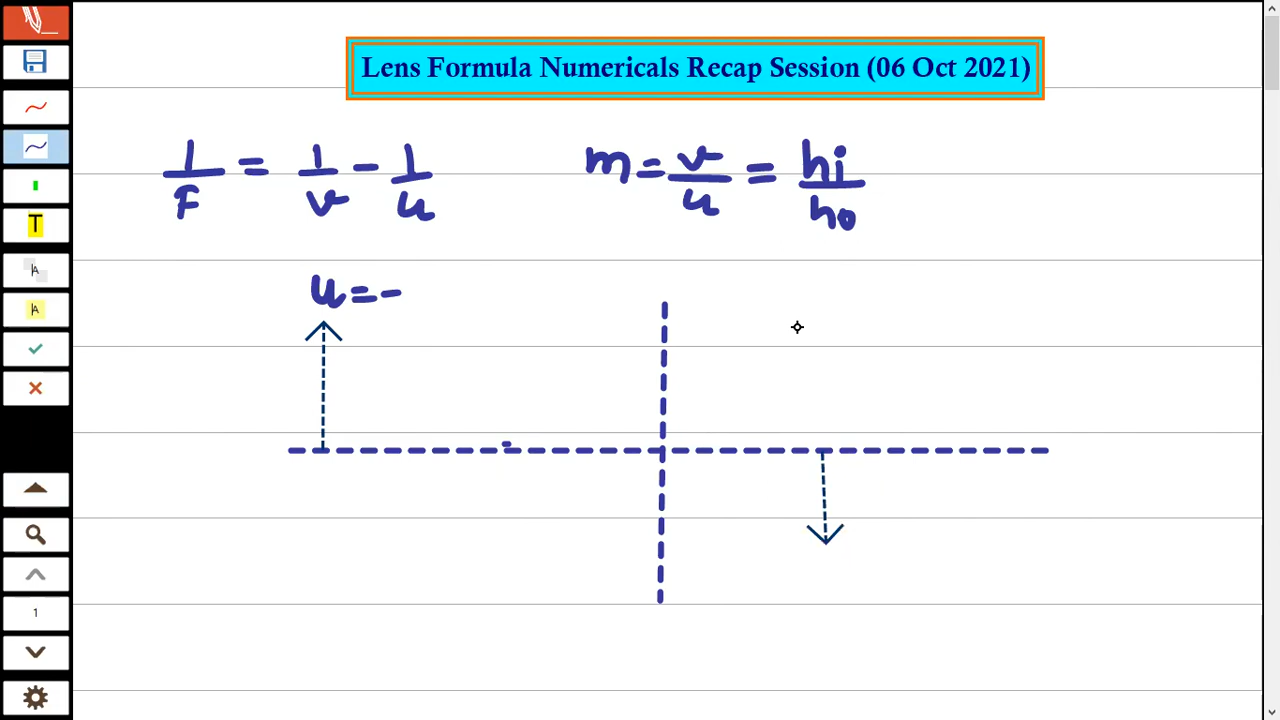 Lens Formula Numericals Recap Session (06 Oct 2021)
1/F = 1/v - 1/u
m = v/u = hi/ho
u = -
T
A
A
1